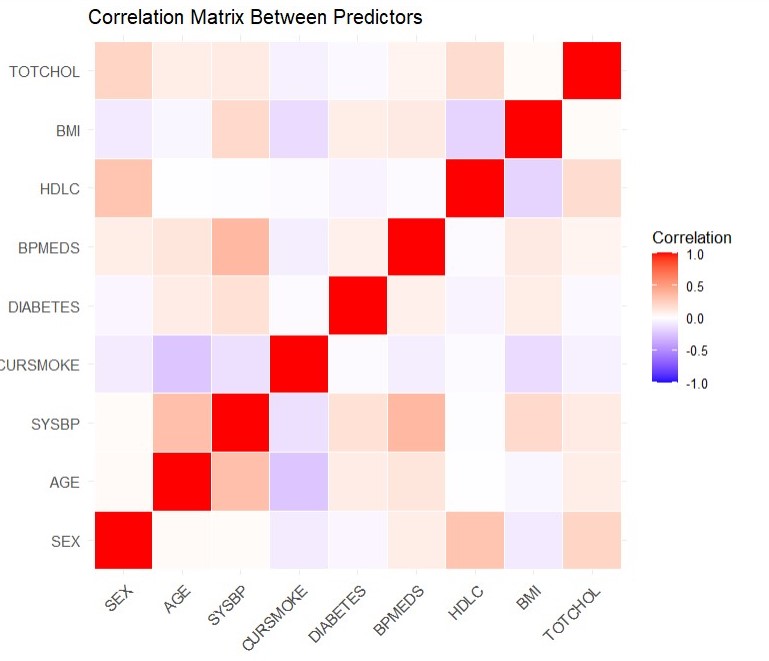 Correlation Matrix Between Predictors
TOTCHOL
BMI
HDLC
BPMEDS
DIABETES
CURSMOKE
SYSBP
AGE
SEX
SEX
AGE
SYSBP
CURSMOKE
DIABETES
BPMEDS
HDLC
BMI
TOTCHOL
Correlation
1.0
0.5
0.0
-0.5
-1.0